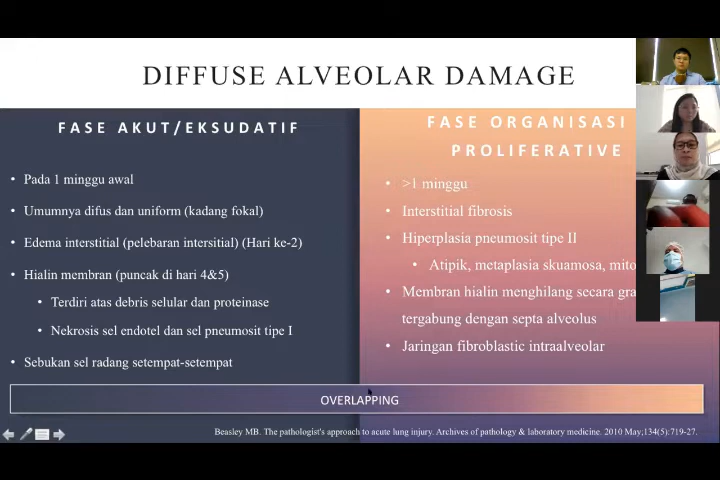 DIFFUSE ALVEOLAR DAMAGE
FASE AKUT/EKSUDATIF
• Pada 1 minggu awal
• Umumnya difus dan uniform (kadang fokal)
• Edema interstitial (pelebaran intersitial) (Hari ke-2)
• Hialin membran (puncak di hari 4&5)
• Terdiri atas debris selular dan proteinase
• Nekrosis sel endotel dan sel pneumosit tipe I
• Sebukan sel radang setempat-setempat
FASE ORGANISASI
PROLIFERATIVE
• >1 minggu
• Interstitial fibrosis
• Hiperplasia pneumosit tipe II
• Atipik, metaplasia skuamosa, mito
• Membran hialin menghilang secara gra
tergabung dengan septa alveolus
• Jaringan fibroblastic intraalveolar
OVERLAPPING
Beasley MB. The pathologist's approach to acute lung injury. Archives of pathology & laboratory medicine. 2010 May;134(5):719-27.